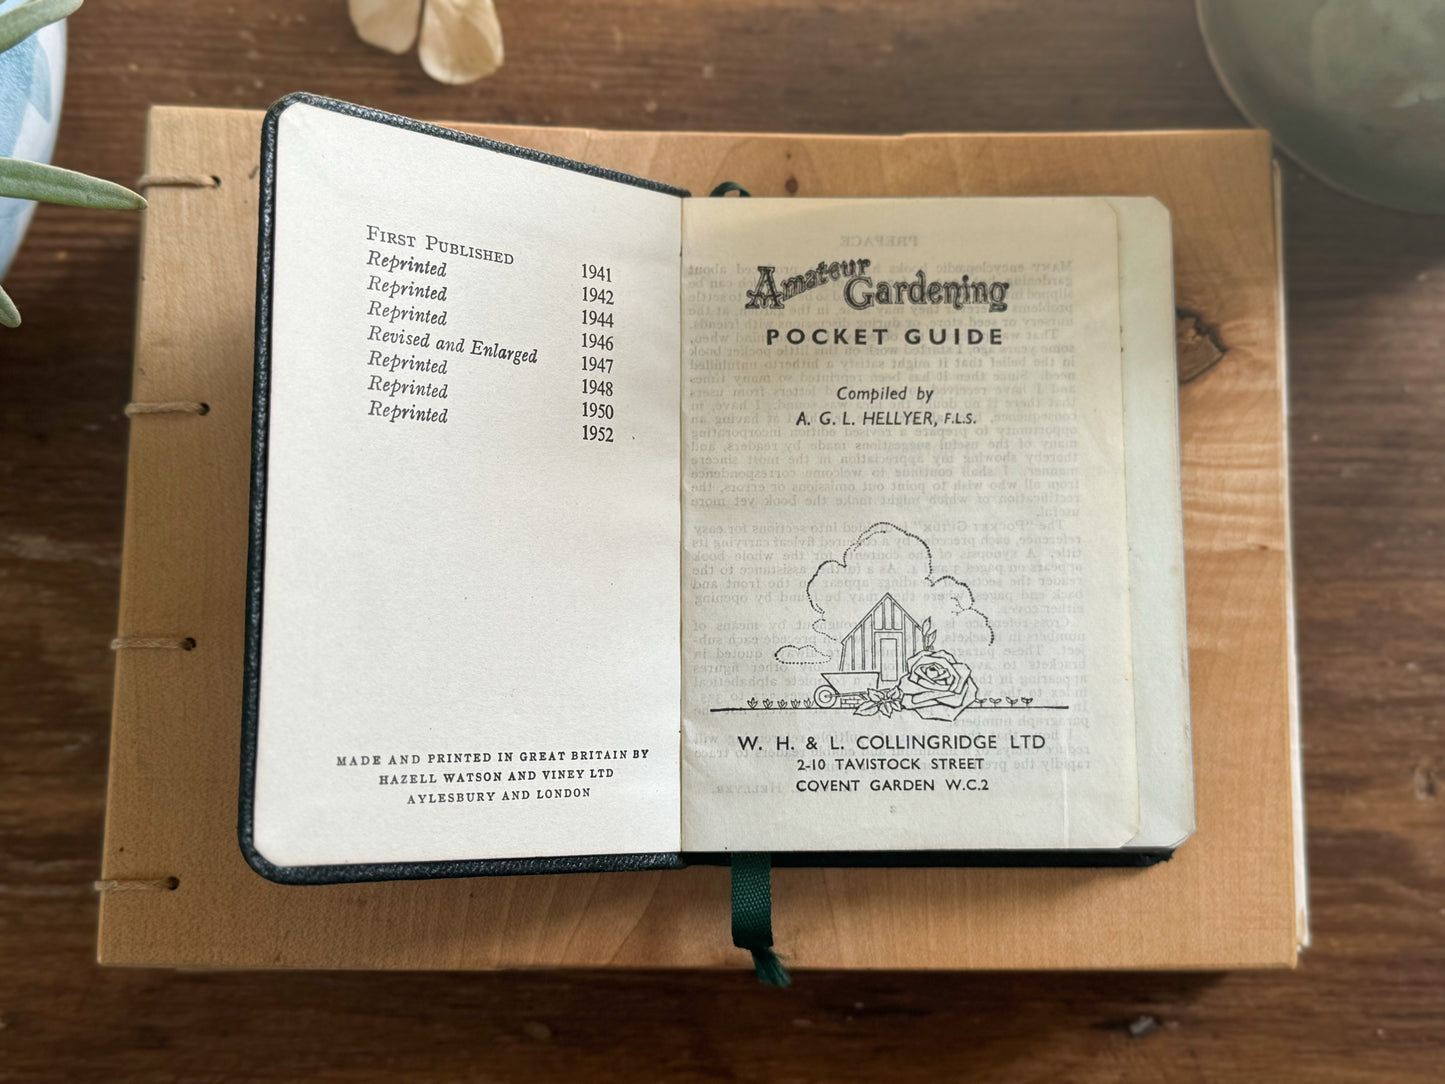 FIRST PUBLISHED 1941
Reprinted 1942
Reprinted 1944
Reprinted 1946
Revised and Enlarged 1947
Reprinted 1948
Reprinted 1950
Reprinted 1952
MADE AND PRINTED IN GREAT BRITAIN BY
HAZELL WATSON AND VINEY LTD
AYLESBURY AND LONDON
Amateur
Gardening
POCKET GUIDE
Compiled by
A. G. L. HELLYER, F.L.S.
W. H. & L. COLLINGRIDGE LTD
2-10 TAVISTOCK STREET
COVENT GARDEN W.C.2